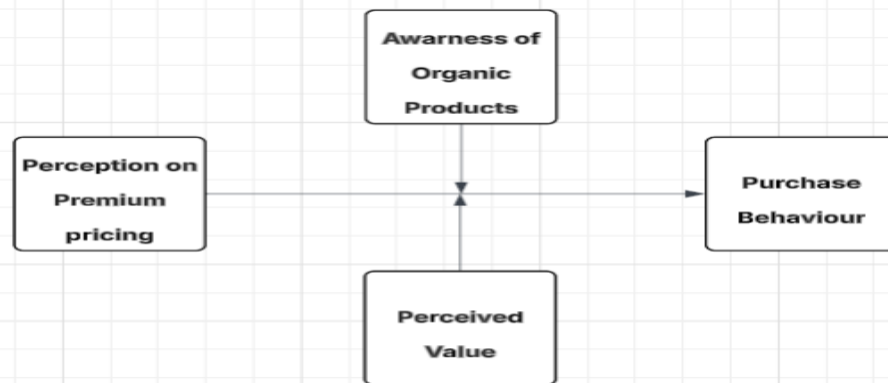 Awarness of
Organic
Products
Perception on
Premium
pricing
Purchase
Behaviour
Perceived
Value